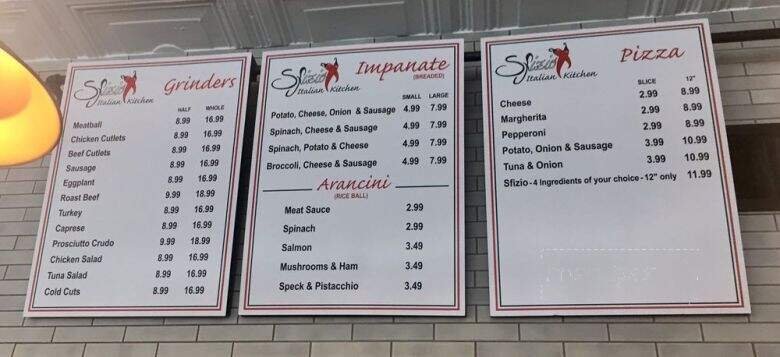 Sfizio
Italian Kitchen
Grinders
HALF WHOLE
Meatball 8.99 16.99
Chicken Cutlets 8.99 16.99
Beef Cutlets 8.99 16.99
Sausage 8.99 16.99
Eggplant 8.99 16.99
Roast Beef 9.99 18.99
Turkey 8.99 16.99
Caprese 8.99 16.99
Prosciutto Crudo 9.99 18.99
Chicken Salad 8.99 16.99
Tuna Salad 8.99 16.99
Cold Cuts 8.99 16.99
Sfizio
Italian Kitchen
Impanate
(BREADED)
SMALL LARGE
Potato, Cheese, Onion & Sausage 4.99 7.99
Spinach, Cheese & Sausage 4.99 7.99
Spinach, Potato & Cheese 4.99 7.99
Broccoli, Cheese & Sausage 4.99 7.99
Arancini
(RICE BALL)
Meat Sauce 2.99
Spinach 2.99
Salmon 3.49
Mushrooms & Ham 3.49
Speck & Pistacchio 3.49
Sfizio
Italian Kitchen
Pizza
SLICE 12"
Cheese 2.99 8.99
Margherita 2.99 8.99
Pepperoni 2.99 8.99
Potato, Onion & Sausage 3.99 10.99
Tuna & Onion 3.99 10.99
Sfizio - 4 Ingredients of your choice - 12" only 11.99